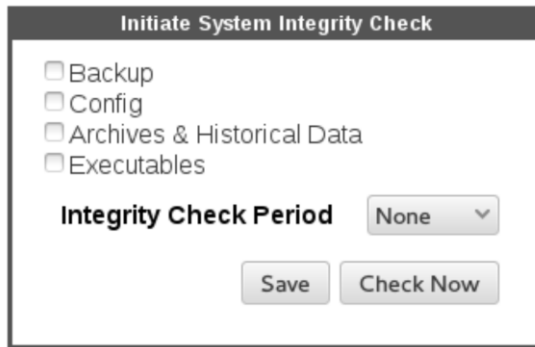 Initiate System Integrity Check
Backup
Config
Archives & Historical Data
Executables
Integrity Check Period None
Save Check Now